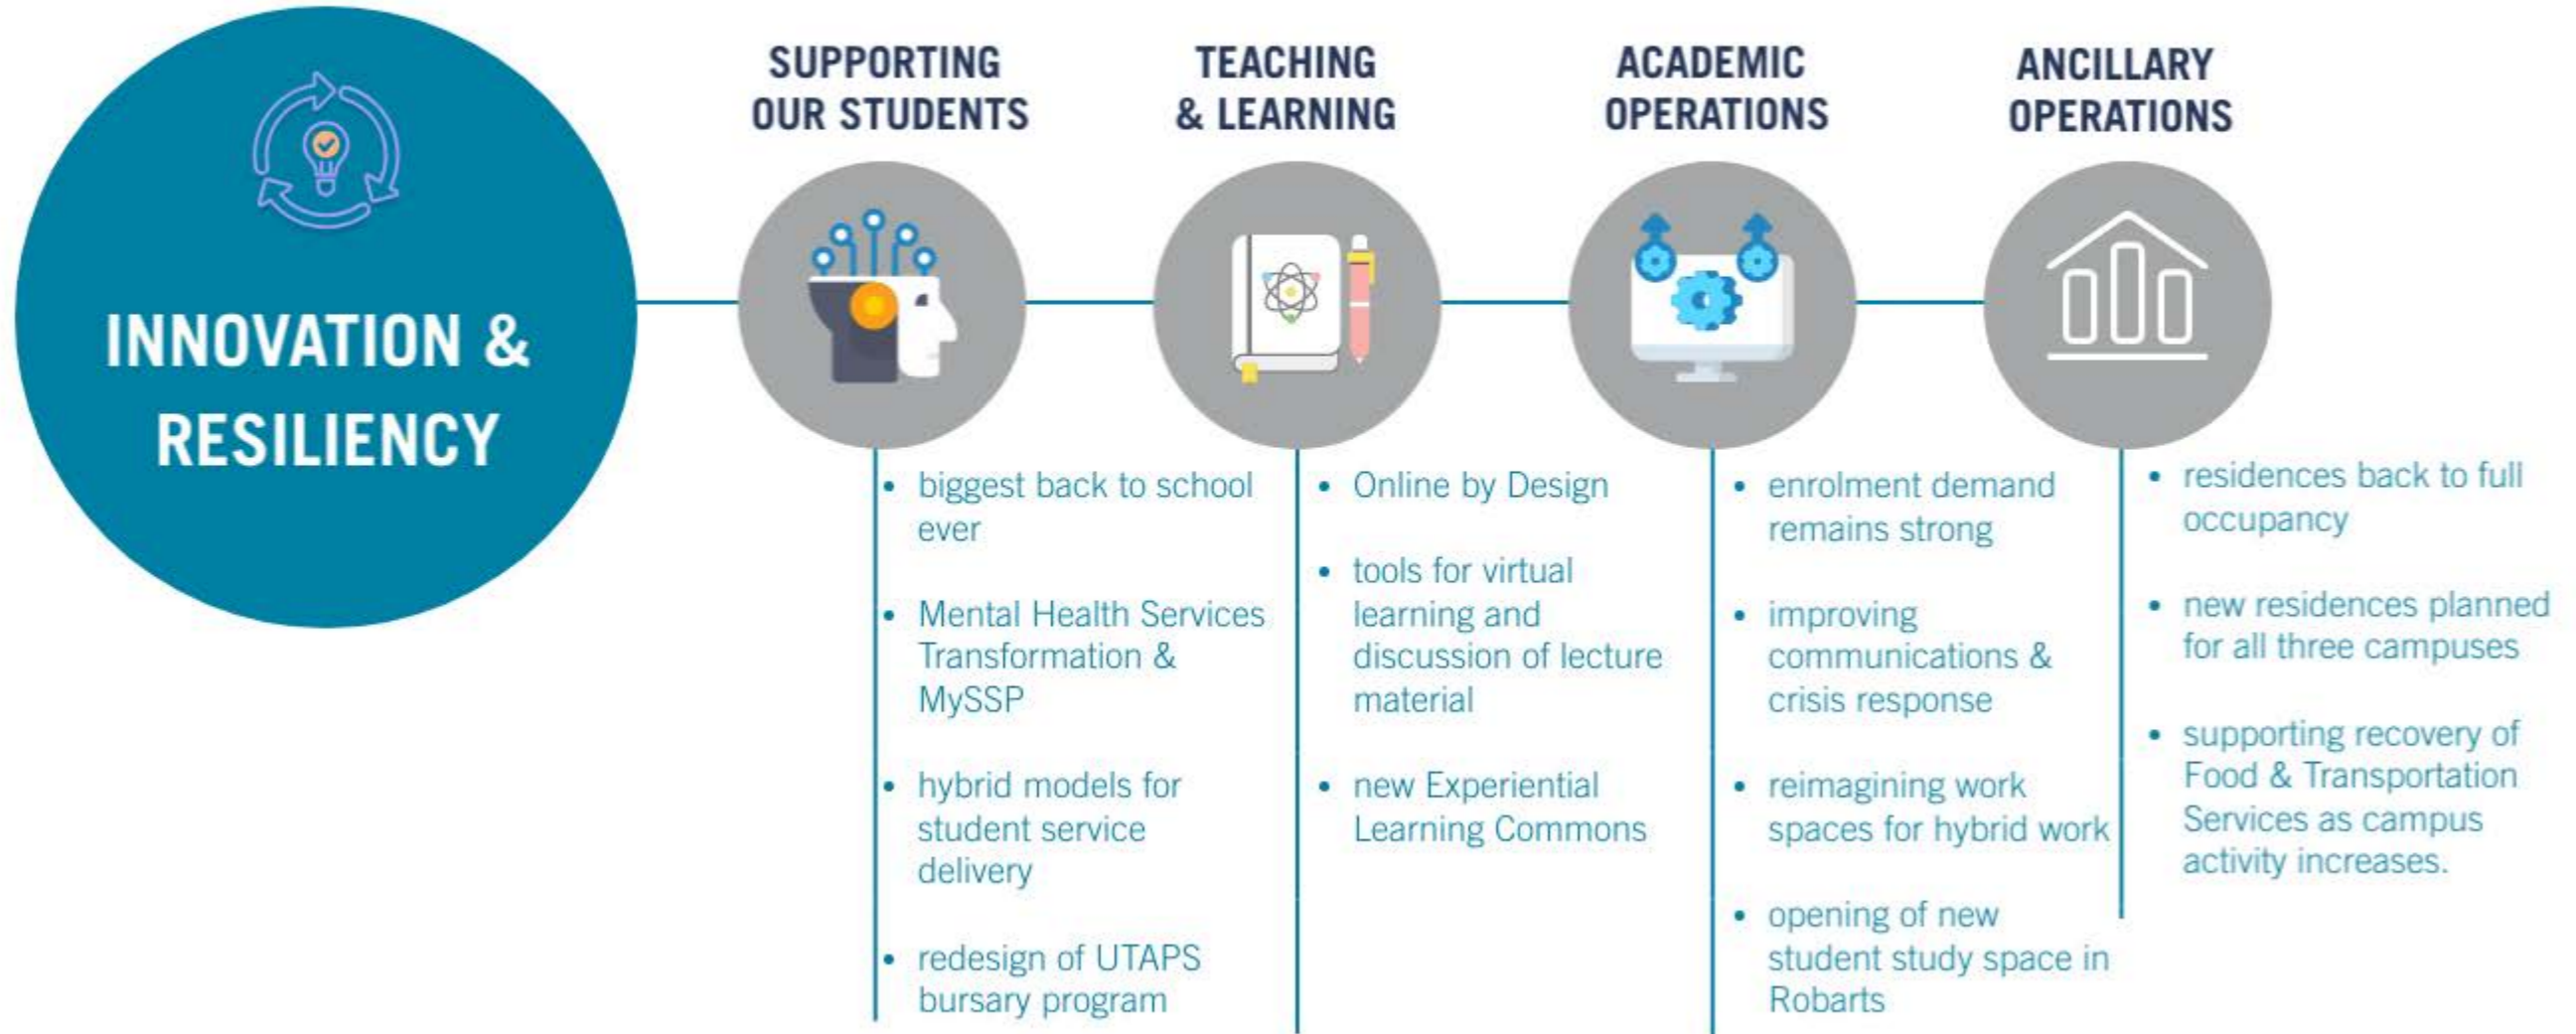 INNOVATION &
RESILIENCY
SUPPORTING
OUR STUDENTS
• biggest back to school
ever
• Mental Health Services
Transformation &
MySSP
• hybrid models for
student service
delivery
• redesign of UTAPS
bursary program
TEACHING
& LEARNING
• Online by Design
• tools for virtual
learning and
discussion of lecture
material
• new Experiential
Learning Commons
ACADEMIC
OPERATIONS
• enrolment demand
remains strong
• improving
communications &
crisis response
• reimagining work
spaces for hybrid work
• opening of new
student study space in
Robarts
ANCILLARY
OPERATIONS
• residences back to full
occupancy
• new residences planned
for all three campuses
• supporting recovery of
Food & Transportation
Services as campus
activity increases.